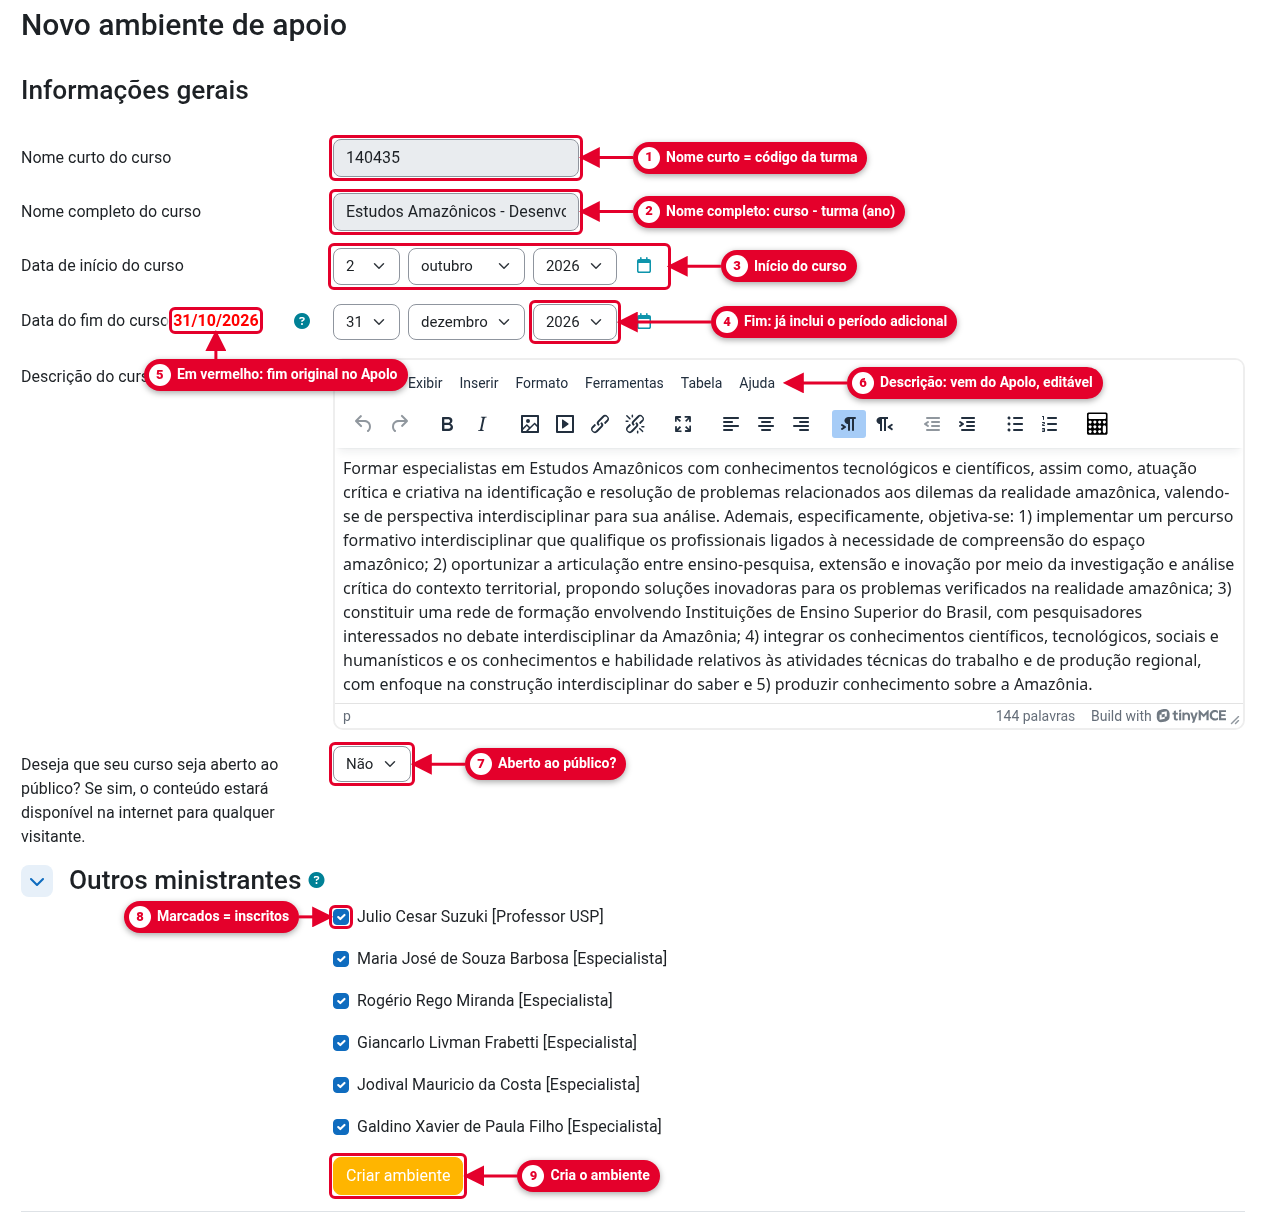 Novo ambiente de apoio
Informações gerais
Nome curto do curso
140435
1 Nome curto = código da turma
Nome completo do curso
Estudos Amazônicos - Desenvo
2 Nome completo: curso - turma (ano)
Data de início do curso
2 outubro 2026
3 Início do curso
Data do fim do curso 31/10/2026 ?
31 dezembro 2026
4 Fim: já inclui o período adicional
5 Em vermelho: fim original no Apolo
Descrição do curs
Exibir Inserir Formato Ferramentas Tabela Ajuda
6 Descrição: vem do Apolo, editável
B I
Formar especialistas em Estudos Amazônicos com conhecimentos tecnológicos e científicos, assim como, atuação
crítica e criativa na identificação e resolução de problemas relacionados aos dilemas da realidade amazônica, valendo-
se de perspectiva interdisciplinar para sua análise. Ademais, especificamente, objetiva-se: 1) implementar um percurso
formativo interdisciplinar que qualifique os profissionais ligados à necessidade de compreensão do espaço
amazônico; 2) oportunizar a articulação entre ensino-pesquisa, extensão e inovação por meio da investigação e análise
crítica do contexto territorial, propondo soluções inovadoras para os problemas verificados na realidade amazônica; 3)
constituir uma rede de formação envolvendo Instituições de Ensino Superior do Brasil, com pesquisadores
interessados no debate interdisciplinar da Amazônia; 4) integrar os conhecimentos científicos, tecnológicos, sociais e
humanísticos e os conhecimentos e habilidade relativos às atividades técnicas do trabalho e de produção regional,
com enfoque na construção interdisciplinar do saber e 5) produzir conhecimento sobre a Amazônia.
p 144 palavras Build with tinyMCE
Deseja que seu curso seja aberto ao
público? Se sim, o conteúdo estará
disponível na internet para qualquer
visitante.
Não
7 Aberto ao público?
Outros ministrantes ?
8 Marcados = inscritos
Julio Cesar Suzuki [Professor USP]
Maria José de Souza Barbosa [Especialista]
Rogério Rego Miranda [Especialista]
Giancarlo Livman Frabetti [Especialista]
Jodival Mauricio da Costa [Especialista]
Galdino Xavier de Paula Filho [Especialista]
Criar ambiente
9 Cria o ambiente